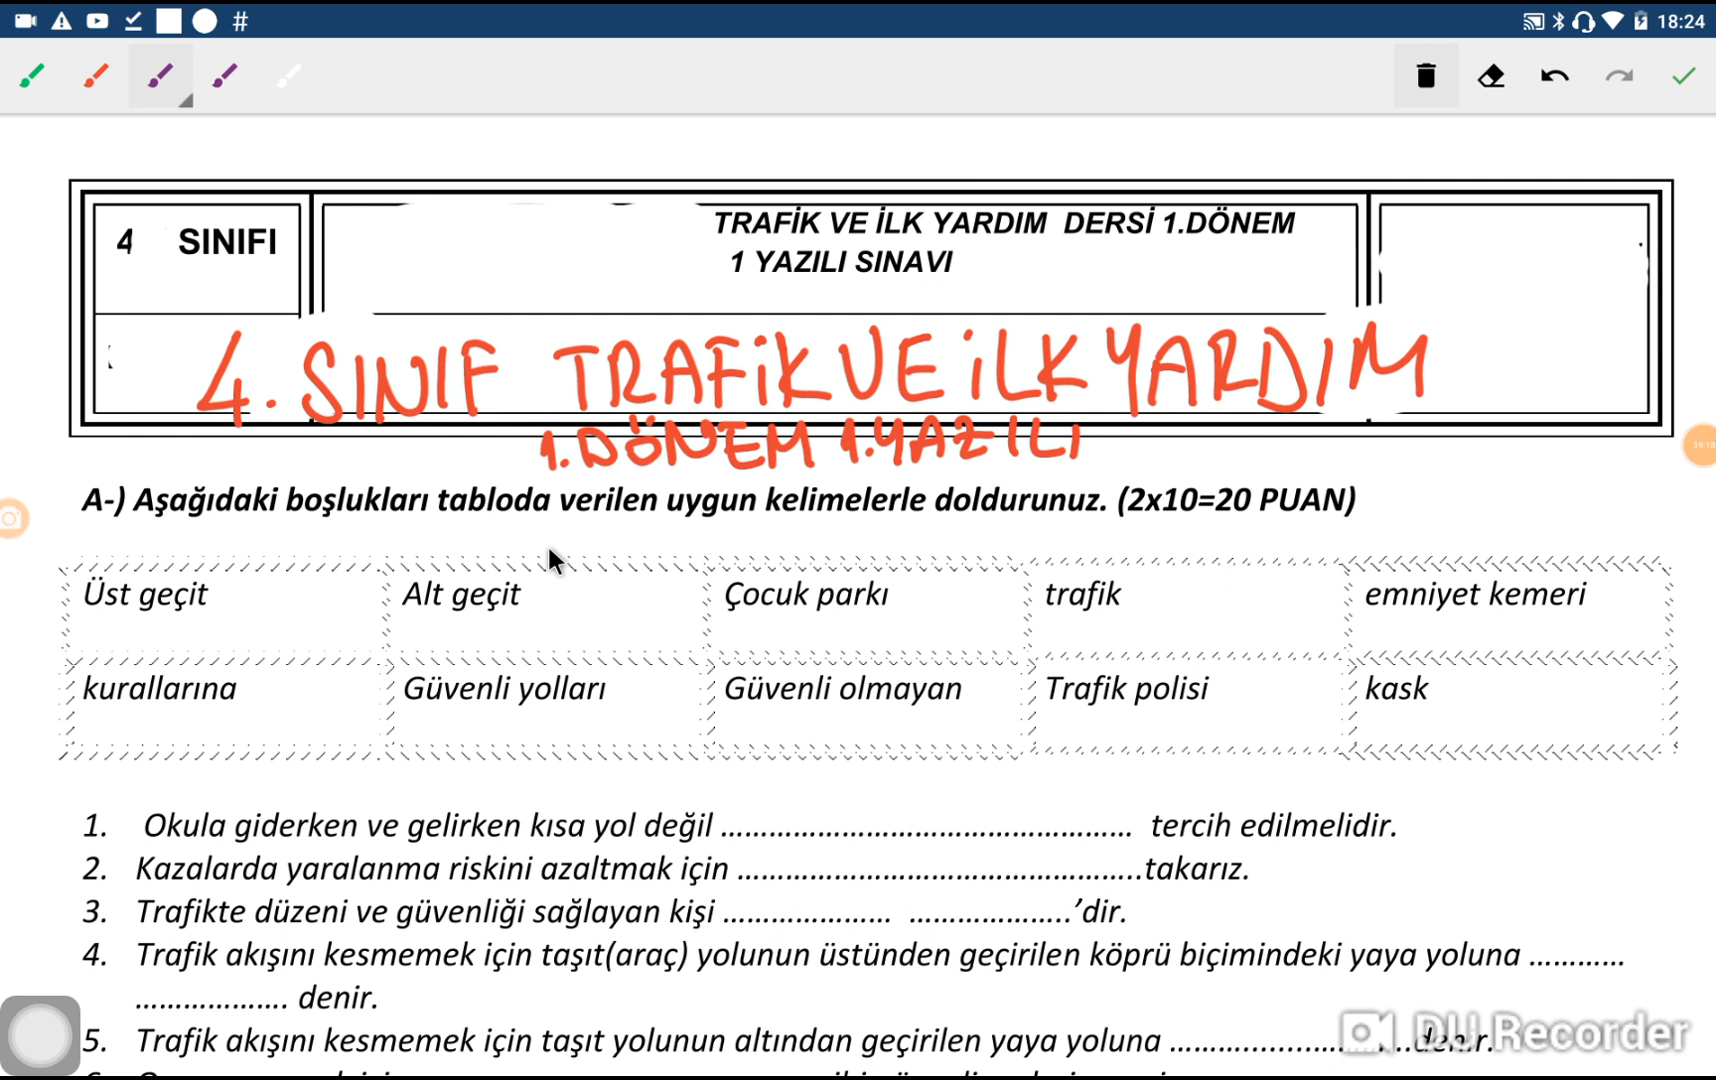 # 18:24
4 SINIFI
TRAFİK VE İLK YARDIM DERSİ 1.DÖNEM
1 YAZILI SINAVI
4. SINIF TRAFİK VE İLK YARDIM
1.DÖNEM 1.YAZILI
39:18
A-) Aşağıdaki boşlukları tabloda verilen uygun kelimelerle doldurunuz. (2x10=20 PUAN)
Üst geçit Alt geçit Çocuk parkı trafik emniyet kemeri
kurallarına Güvenli yolları Güvenli olmayan Trafik polisi kask
1. Okula giderken ve gelirken kısa yol değil .................................................. tercih edilmelidir.
2. Kazalarda yaralanma riskini azaltmak için ..................................................takarız.
3. Trafikte düzeni ve güvenliği sağlayan kişi ..................... ....................'dir.
4. Trafik akışını kesmemek için taşıt(araç) yolunun üstünden geçirilen köprü biçimindeki yaya yoluna ............
................... denir.
5. Trafik akışını kesmemek için taşıt yolunun altından geçirilen yaya yoluna ..............................denir.
DU Recorder